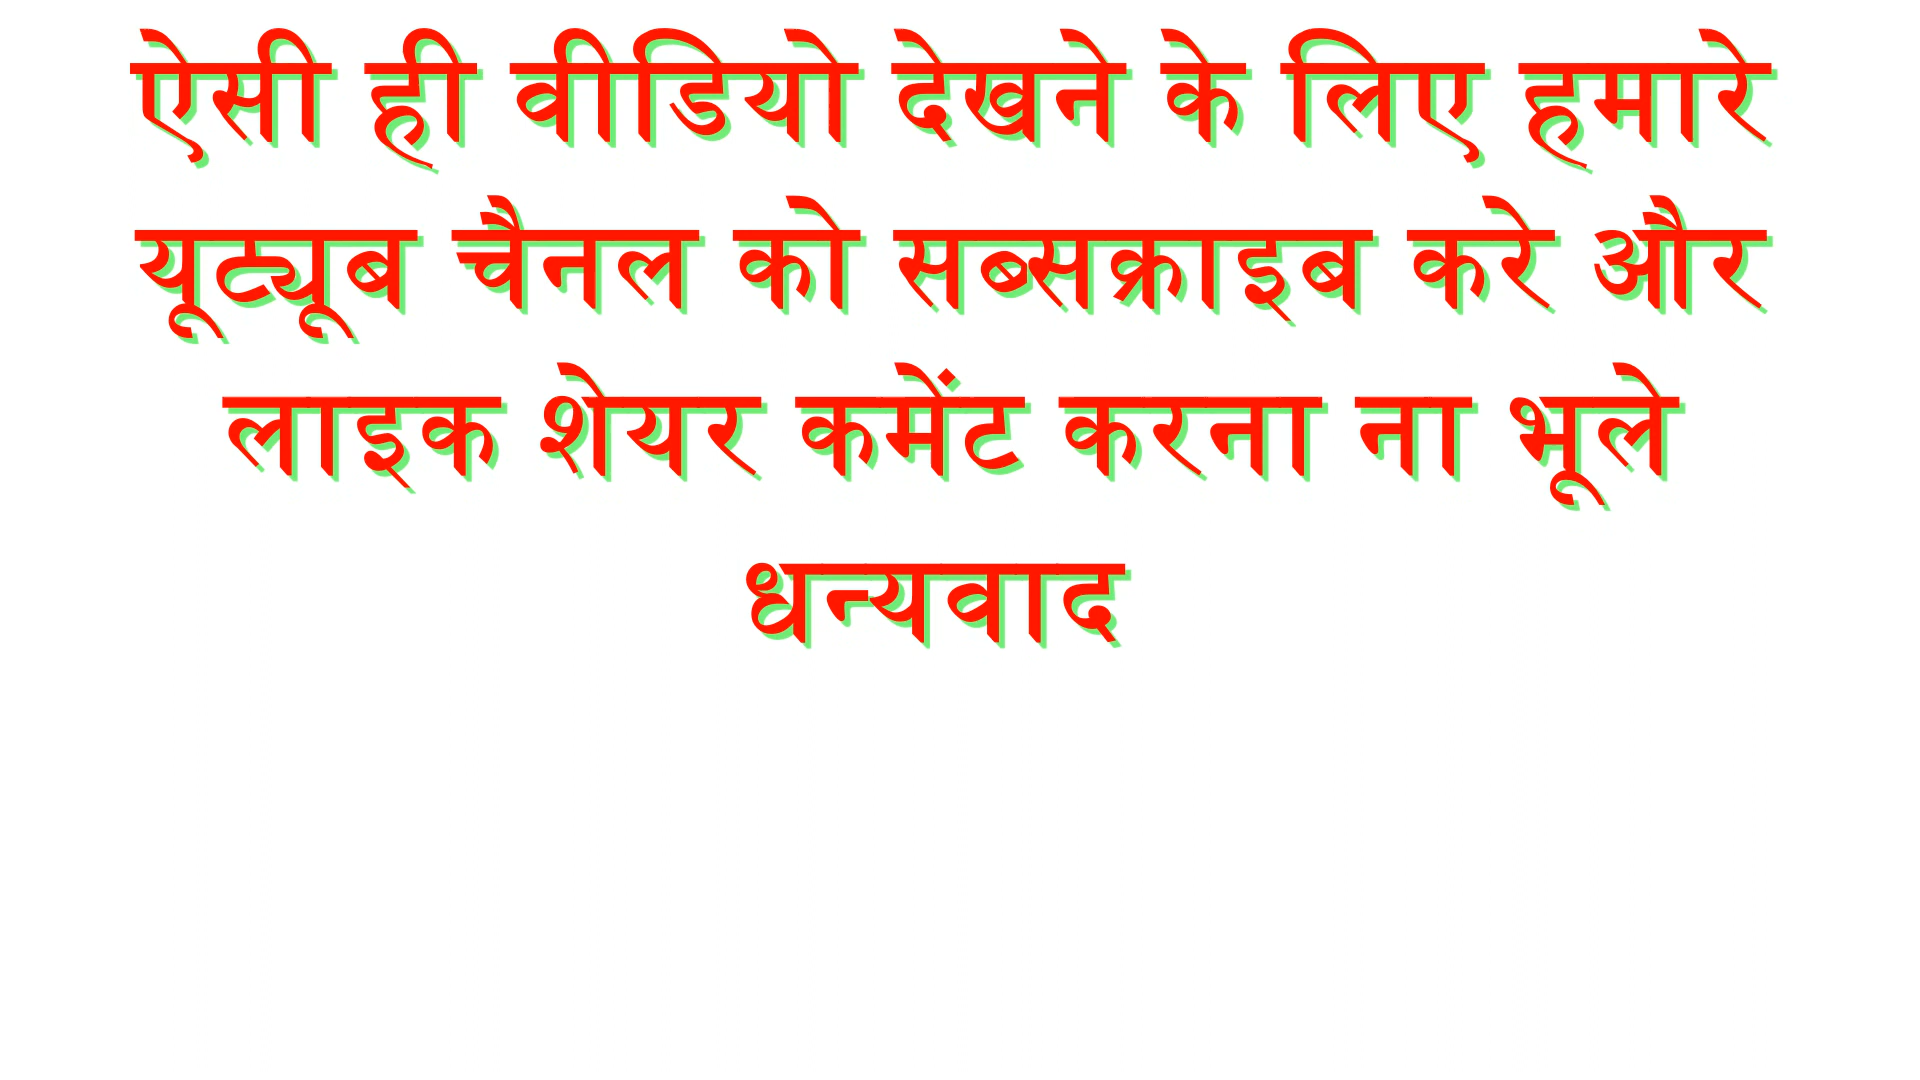 ऐसी ही वीडियो देखने के लिए हमारे
यूट्यूब चैनल को सब्सक्राइब करे और
लाइक शेयर कमेंट करना ना भूले
धन्यवाद